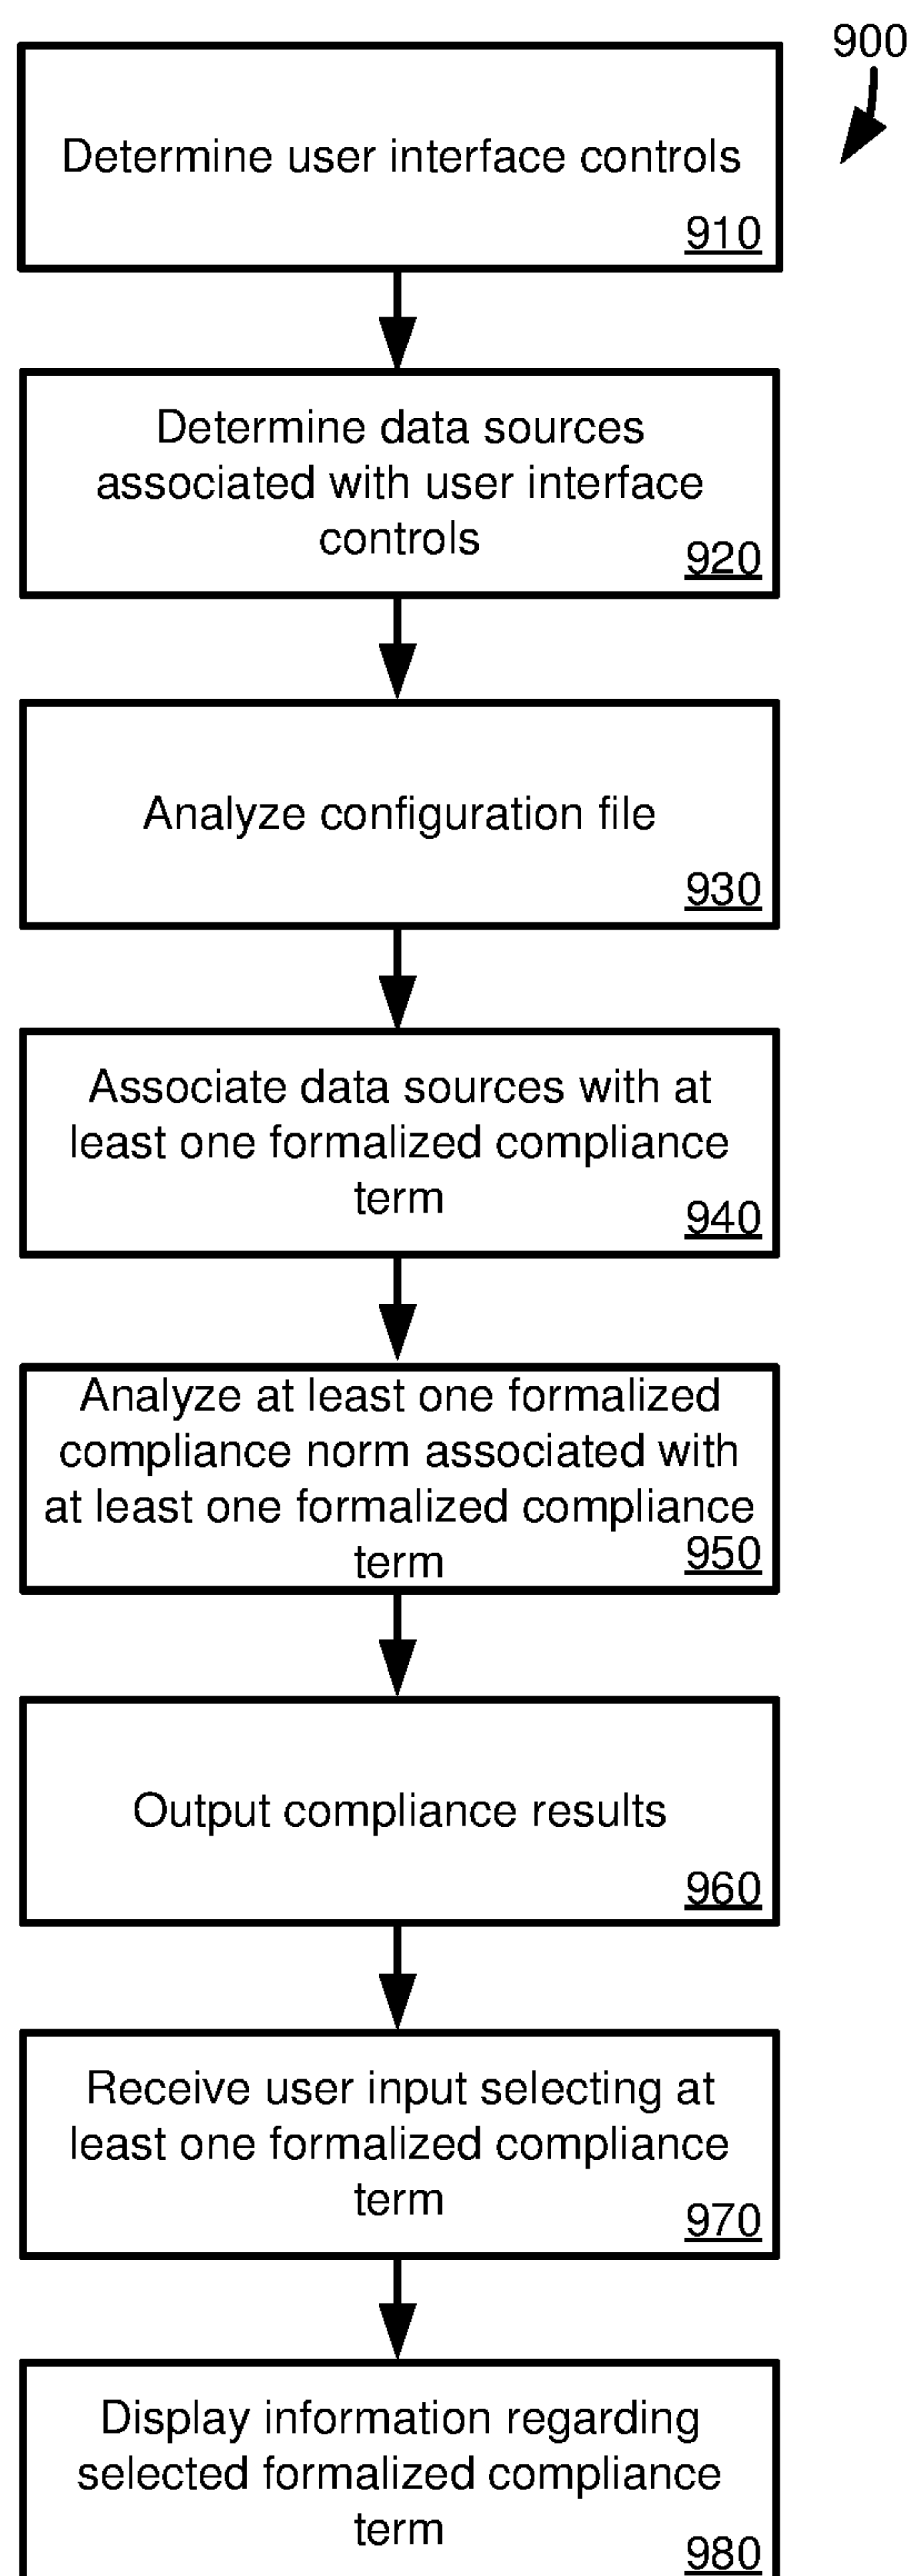 900
Determine user interface controls
910
Determine data sources
associated with user interface
controls
920
Analyze configuration file
930
Associate data sources with at
least one formalized compliance
term
940
Analyze at least one formalized
compliance norm associated with
at least one formalized compliance
term
950
Output compliance results
960
Receive user input selecting at
least one formalized compliance
term
970
Display information regarding
selected formalized compliance
term
980